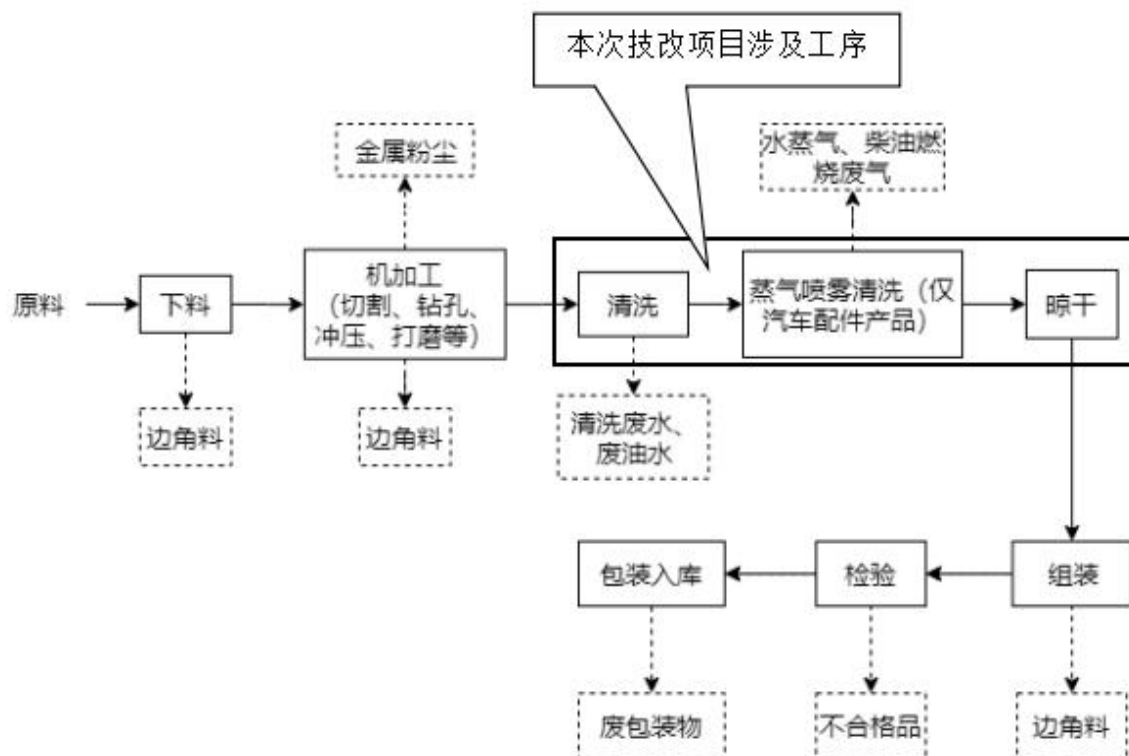 本次技改项目涉及工序
金属粉尘
水蒸气、柴油燃
烧废气
原料
下料
机加工
（切割、钻孔、
冲压、打磨等）
清洗
蒸气喷雾清洗（仅
汽车配件产品）
晾干
边角料
边角料
清洗废水、
废油水
包装入库
检验
组装
废包装物
不合格品
边角料